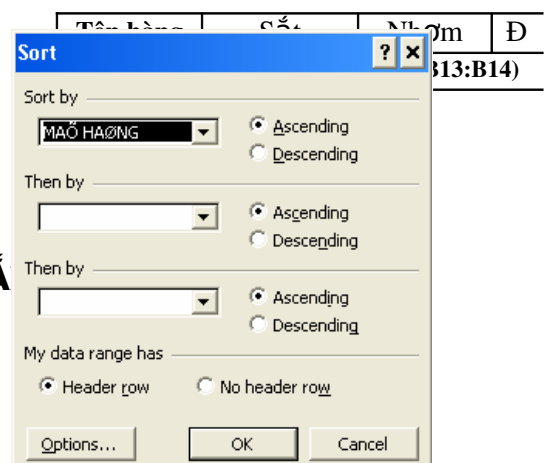 Tên hàng Sắt Nhơm Đ
B13:B14)
Sort
Sort by
MAÕ HAØNG
Ascending
Descending
Then by
Ascending
Descending
Then by
Ascending
Descending
My data range has
Header row No header row
Options... OK Cancel